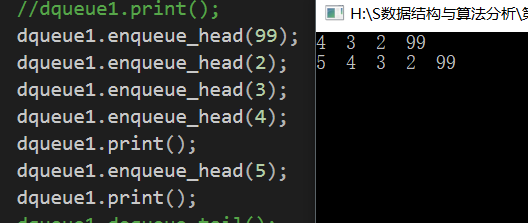 //dqueue1.print();
dqueue1.enqueue_head(99);
dqueue1.enqueue_head(2);
dqueue1.enqueue_head(3);
dqueue1.enqueue_head(4);
dqueue1.print();
dqueue1.enqueue_head(5);
dqueue1.print();
H:\S数据结构与算法分析\
4 3 2 99
5 4 3 2 99